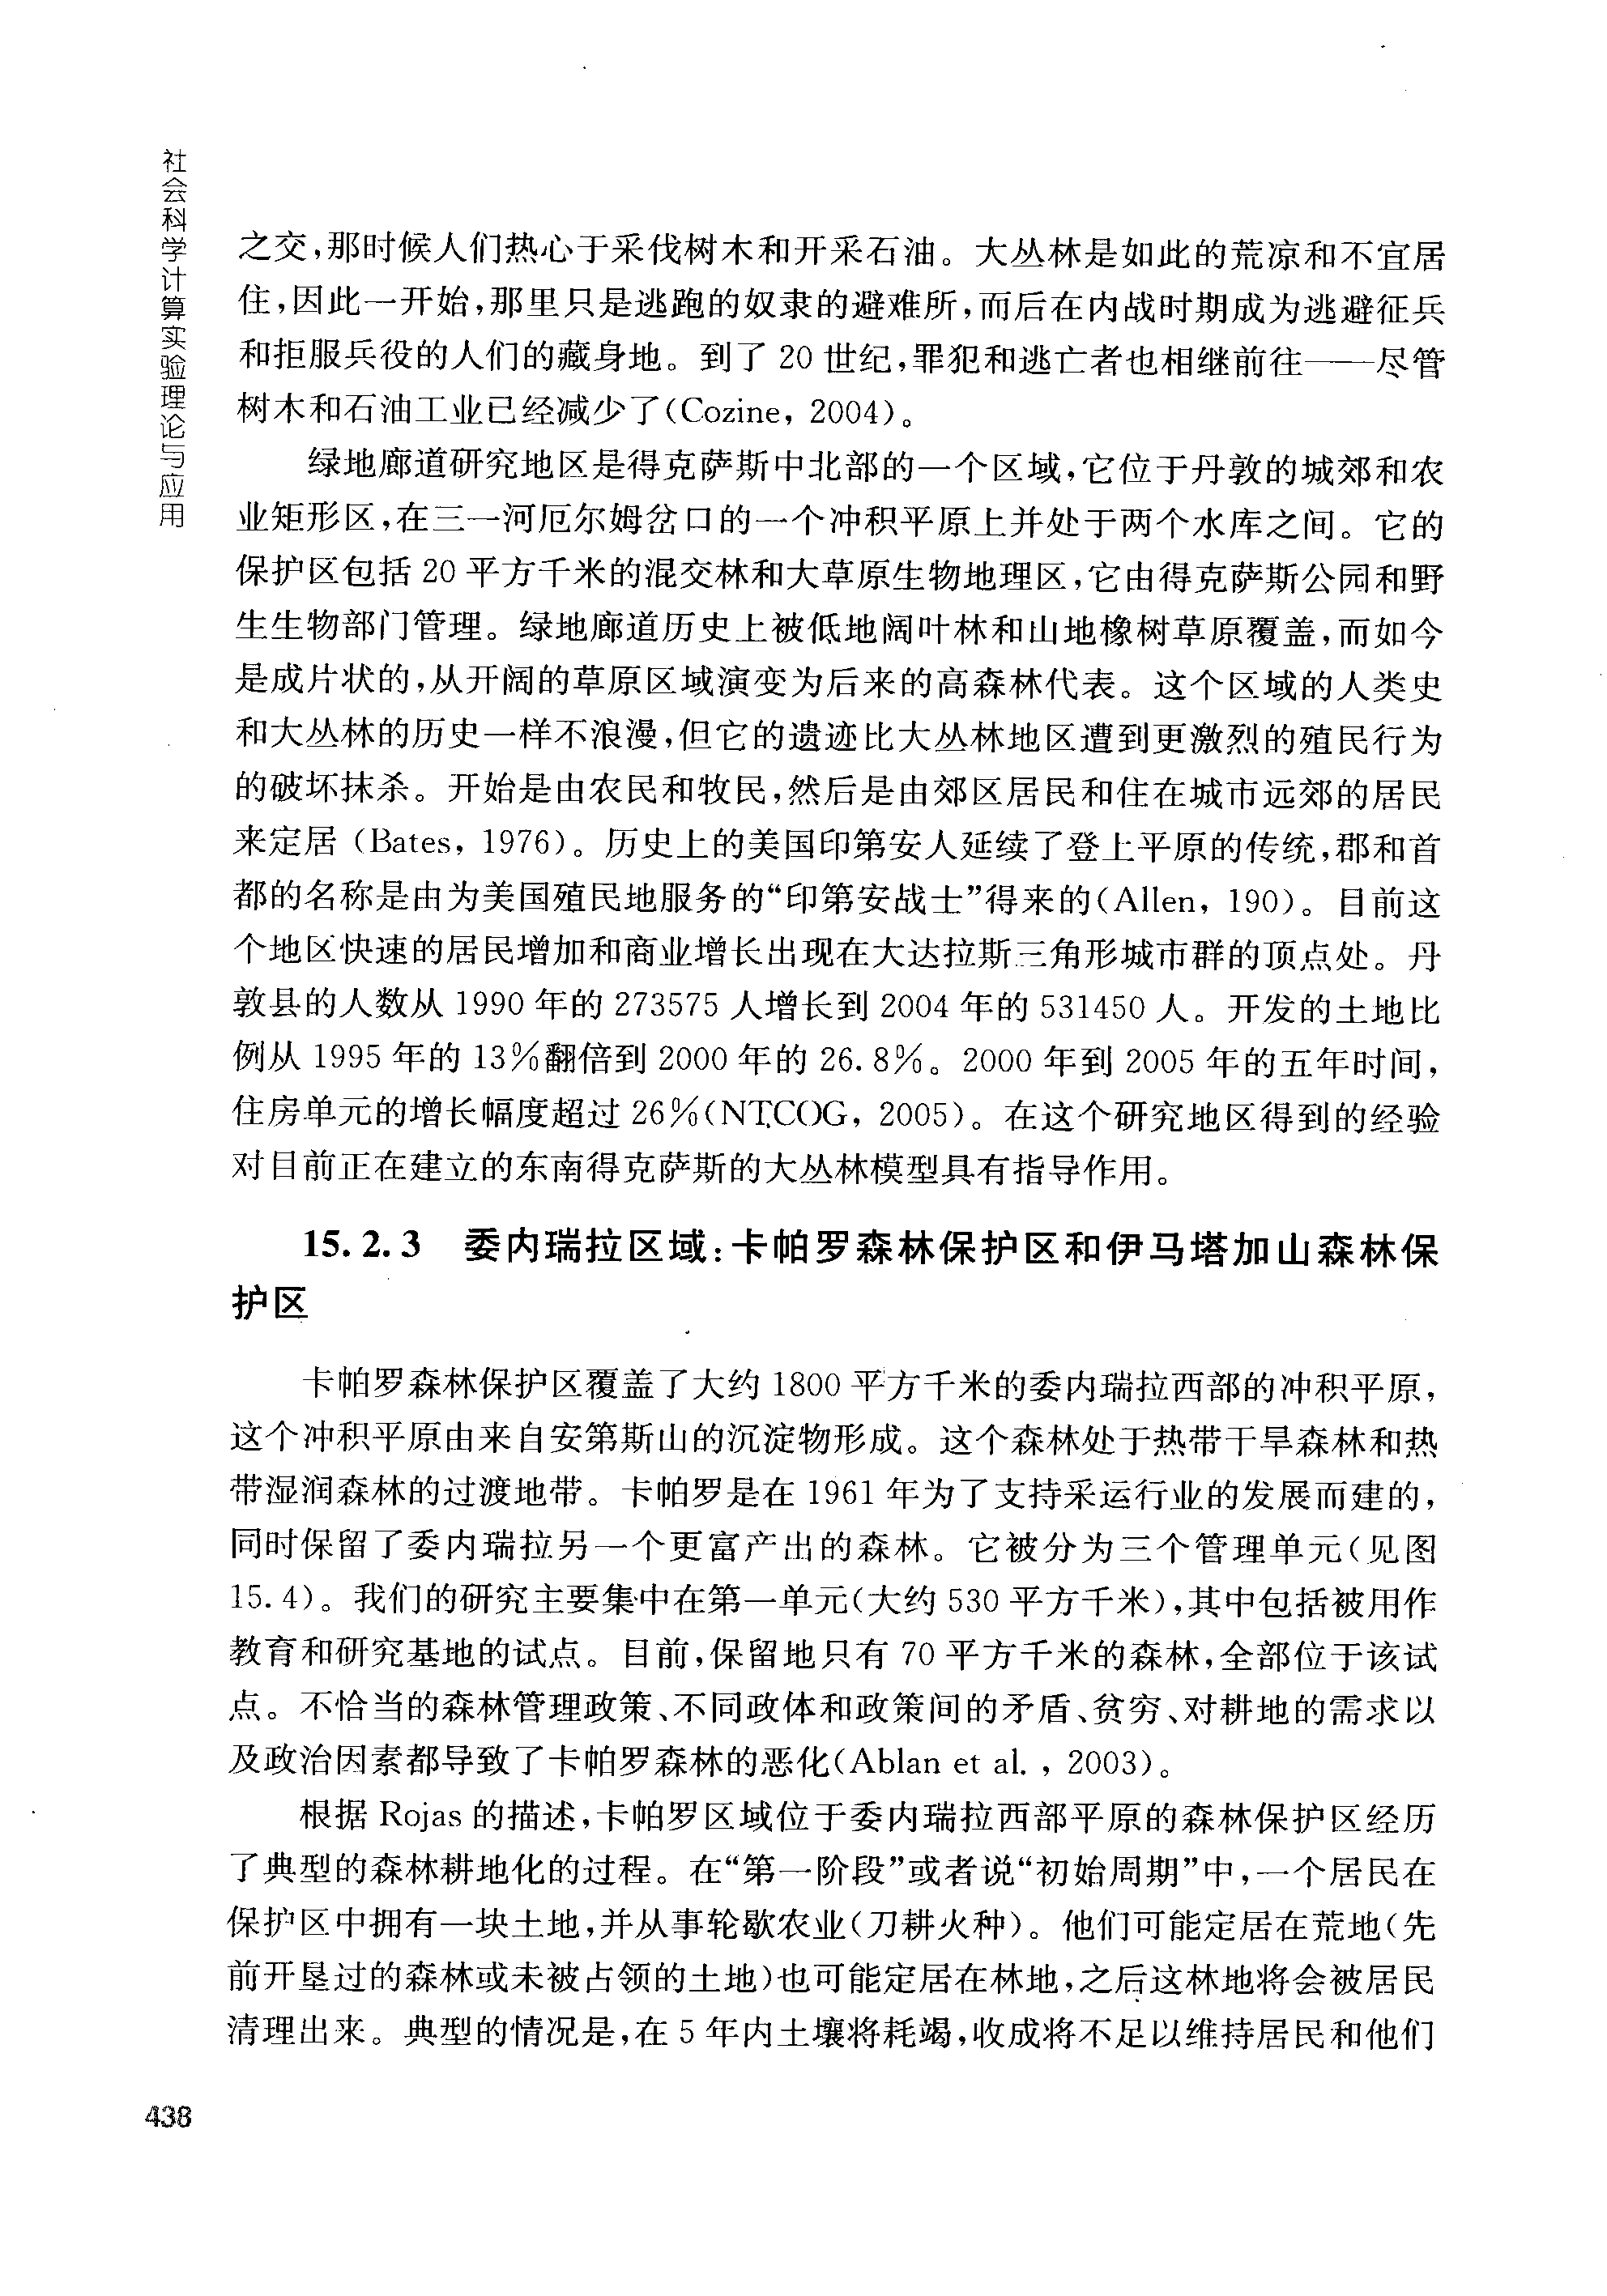 社会科学计算实验理论与应用
之交,那时候人们热心于采伐树木和开采石油。大丛林是如此的荒凉和不宜居
住,因此一开始,那里只是逃跑的奴隶的避难所,而后在内战时期成为逃避征兵
和拒服兵役的人们的藏身地。到了 20 世纪,罪犯和逃亡者也相继前往——尽管
树木和石油工业已经减少了(Cozine, 2004)。
绿地廊道研究地区是得克萨斯中北部的一个区域,它位于丹敦的城郊和农
业矩形区,在三一河厄尔姆岔口的一个冲积平原上并处于两个水库之间。它的
保护区包括 20 平方千米的混交林和大草原生物地理区,它由得克萨斯公园和野
生生物部门管理。绿地廊道历史上被低地阔叶林和山地橡树草原覆盖,而如今
是成片状的,从开阔的草原区域演变为后来的高森林代表。这个区域的人类史
和大丛林的历史一样不浪漫,但它的遗迹比大丛林地区遭到更激烈的殖民行为
的破坏抹杀。开始是由农民和牧民,然后是由郊区居民和住在城市远郊的居民
来定居 (Bates, 1976)。历史上的美国印第安人延续了登上平原的传统,郡和首
都的名称是由为美国殖民地服务的“印第安战士”得来的(Allen, 190)。目前这
个地区快速的居民增加和商业增长出现在大达拉斯三角形城市群的顶点处。丹
敦县的人数从 1990 年的 273575 人增长到 2004 年的 531450 人。开发的土地比
例从 1995 年的 13%翻倍到 2000 年的 26.8%。2000 年到 2005 年的五年时间,
住房单元的增长幅度超过 26%(NTCOG, 2005)。在这个研究地区得到的经验
对目前正在建立的东南得克萨斯的大丛林模型具有指导作用。
15.2.3 委内瑞拉区域:卡帕罗森林保护区和伊马塔加山森林保
护区
卡帕罗森林保护区覆盖了大约 1800 平方千米的委内瑞拉西部的冲积平原,
这个冲积平原由来自安第斯山的沉淀物形成。这个森林处于热带干旱森林和热
带湿润森林的过渡地带。卡帕罗是在 1961 年为了支持采运行业的发展而建的,
同时保留了委内瑞拉另一个更富产出的森林。它被分为三个管理单元(见图
15.4)。我们的研究主要集中在第一单元(大约 530 平方千米),其中包括被用作
教育和研究基地的试点。目前,保留地只有 70 平方千米的森林,全部位于该试
点。不恰当的森林管理政策、不同政体和政策间的矛盾、贫穷、对耕地的需求以
及政治因素都导致了卡帕罗森林的恶化(Ablan et al. , 2003)。
根据 Rojas 的描述,卡帕罗区域位于委内瑞拉西部平原的森林保护区经历
了典型的森林耕地化的过程。在“第一阶段”或者说“初始周期”中,一个居民在
保护区中拥有一块土地,并从事轮歇农业(刀耕火种)。他们可能定居在荒地(先
前开垦过的森林或未被占领的土地)也可能定居在林地,之后这林地将会被居民
清理出来。典型的情况是,在 5 年内土壤将耗竭,收成将不足以维持居民和他们
438